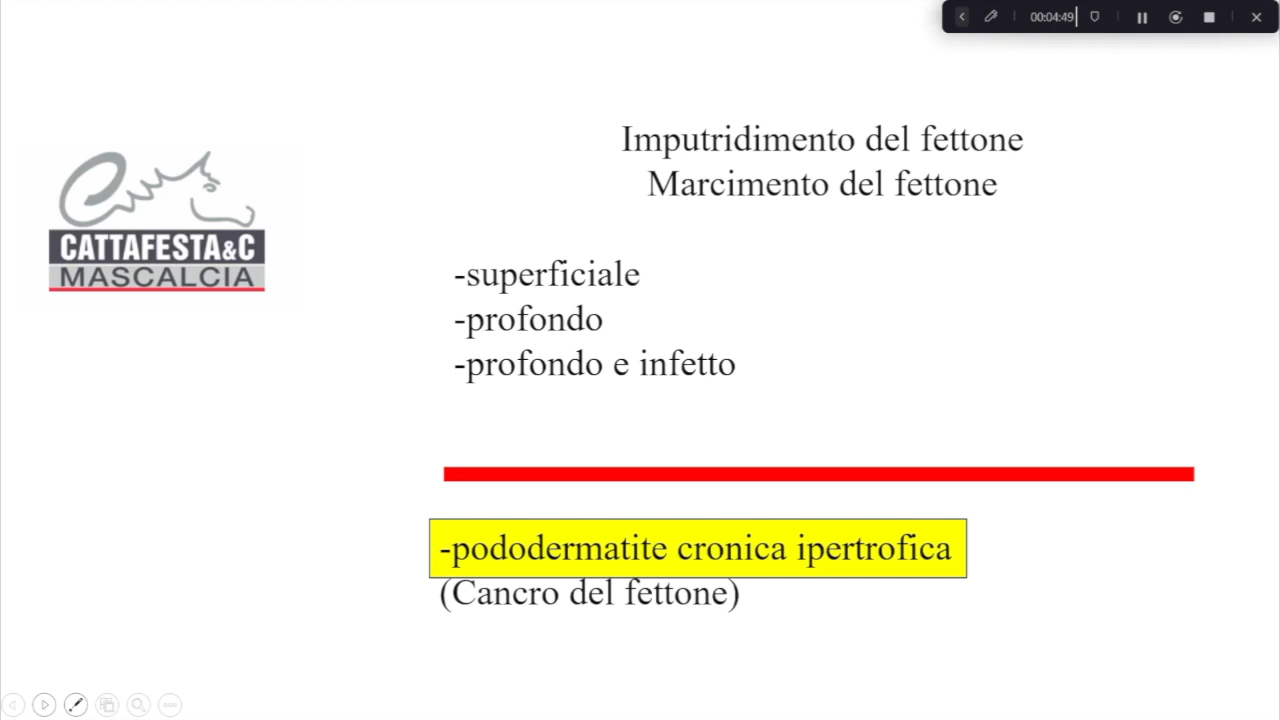 00:04:49
Imputridimento del fettone
Marcimento del fettone
CATTAFESTA&C
MASCALCIA
-superficiale
-profondo
-profondo e infetto
-pododermatite cronica ipertrofica
(Cancro del fettone)